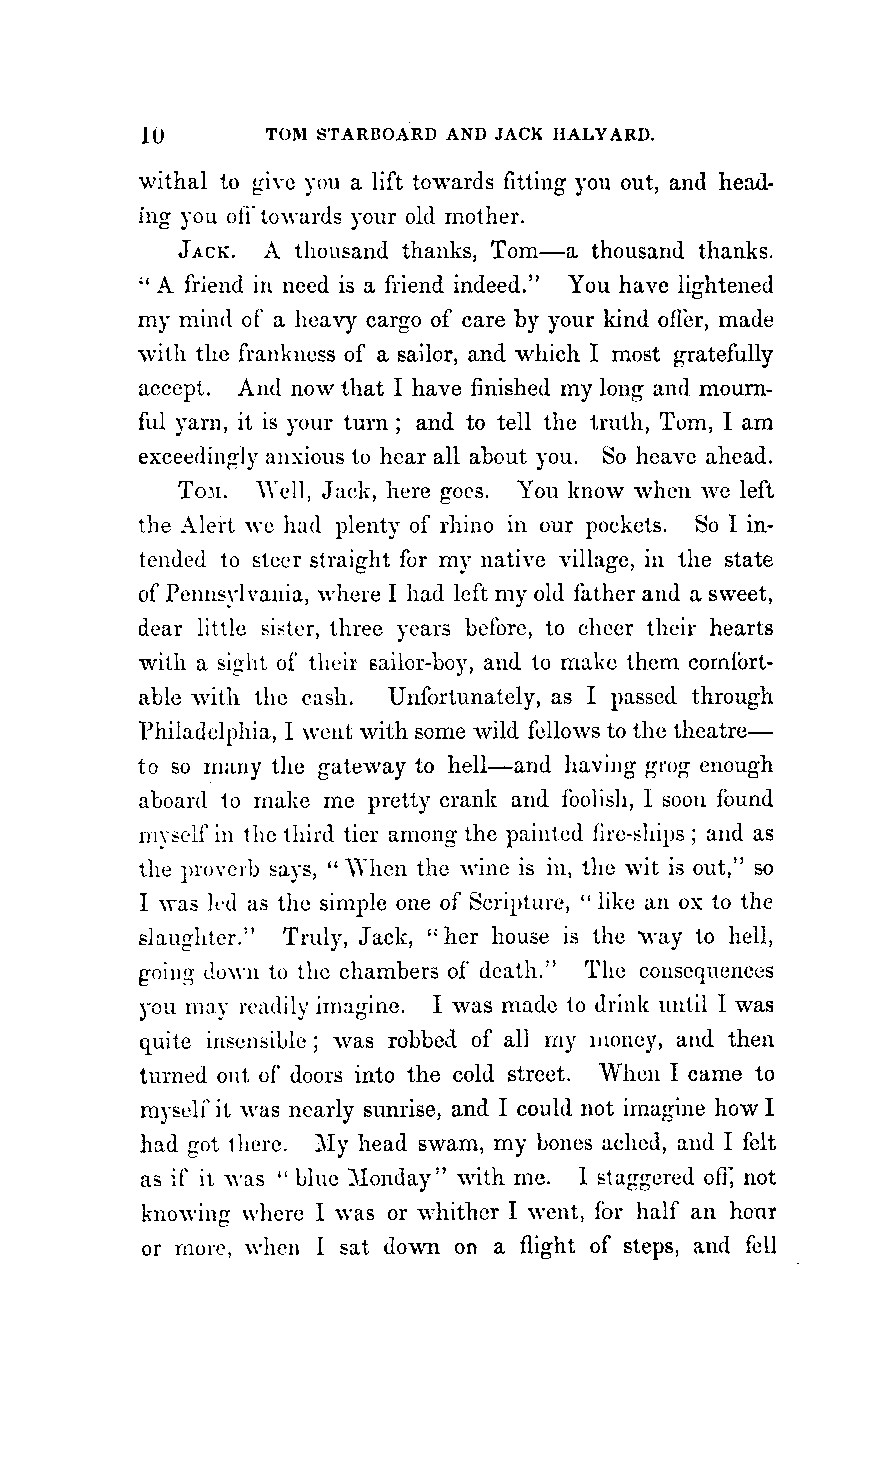 10 TOM STARBOARD AND JACK HALYARD.
withal to give you a lift towards fitting you out, and head-
ing you off towards your old mother.
JACK. A thousand thanks, Tom—a thousand thanks.
"A friend in need is a friend indeed." You have lightened
my mind of a heavy cargo of care by your kind offer, made
with the frankness of a sailor, and which I most gratefully
accept. And now that I have finished my long and mourn-
ful yarn, it is your turn; and to tell the truth, Tom, I am
exceedingly anxious to hear all about you. So heave ahead.
TOM. Well, Jack, here goes. You know when we left
the Alert we had plenty of rhino in our pockets. So I in-
tended to steer straight for my native village, in the state
of Pennsylvania, where I had left my old father and a sweet,
dear little sister, three years before, to cheer their hearts
with a sight of their sailor-boy, and to make them comfort-
able with the cash. Unfortunately, as I passed through
Philadelphia, I went with some wild fellows to the theatre—
to so many the gateway to hell—and having grog enough
aboard to make me pretty crank and foolish, I soon found
myself in the third tier among the painted fire-ships; and as
the proverb says, "When the wine is in, the wit is out," so
I was led as the simple one of Scripture, "like an ox to the
slaughter." Truly, Jack, "her house is the way to hell,
going down to the chambers of death." The consequences
you may readily imagine. I was made to drink until I was
quite insensible; was robbed of all my money, and then
turned out of doors into the cold street. When I came to
myself it was nearly sunrise, and I could not imagine how I
had got there. My head swam, my bones ached, and I felt
as if it was "blue Monday" with me. I staggered off, not
knowing where I was or whither I went, for half an hour
or more, when I sat down on a flight of steps, and fell